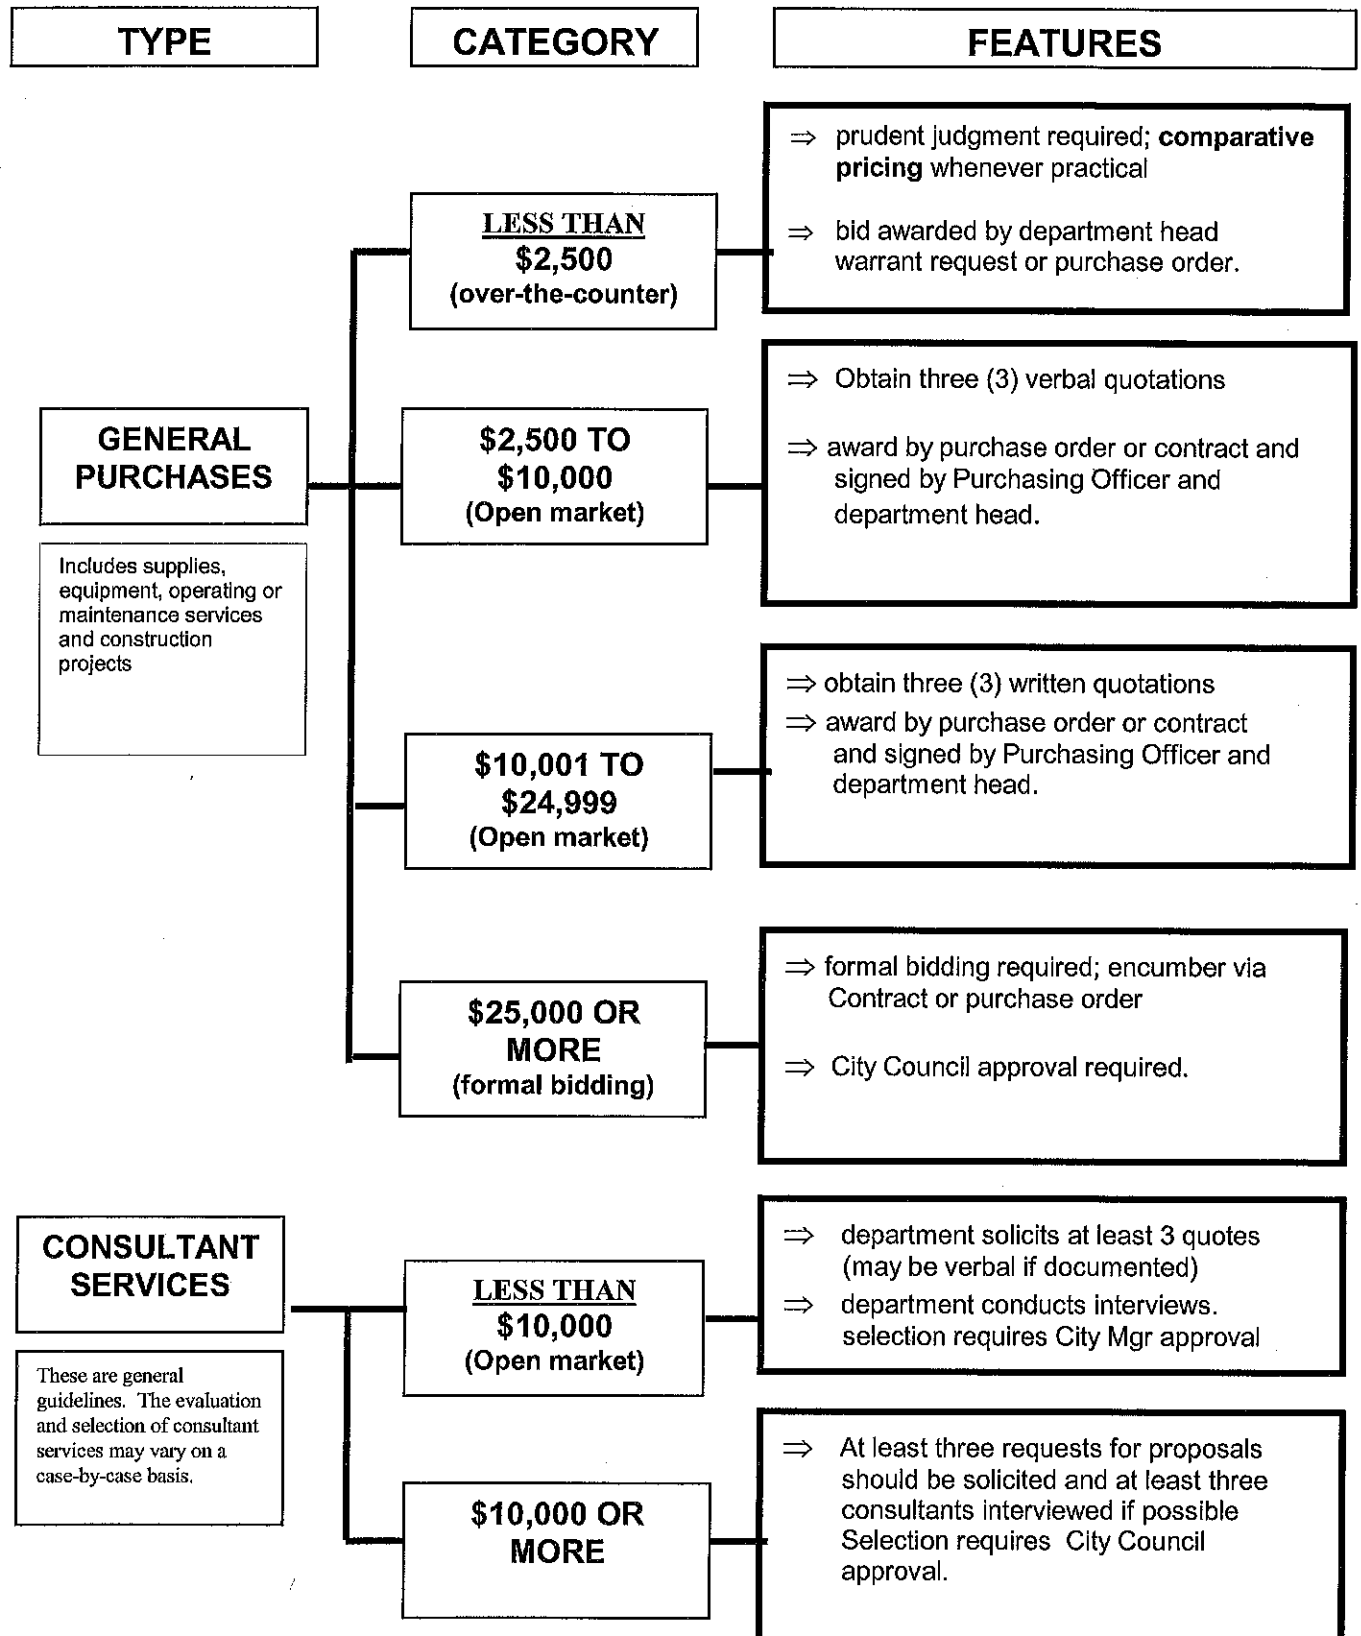 TYPE
CATEGORY
FEATURES
GENERAL
PURCHASES
Includes supplies,
equipment, operating or
maintenance services
and construction
projects
LESS THAN
$2,500
(over-the-counter)
⇒ prudent judgment required; comparative
pricing whenever practical
⇒ bid awarded by department head
warrant request or purchase order.
$2,500 TO
$10,000
(Open market)
⇒ Obtain three (3) verbal quotations
⇒ award by purchase order or contract and
signed by Purchasing Officer and
department head.
$10,001 TO
$24,999
(Open market)
⇒ obtain three (3) written quotations
⇒ award by purchase order or contract
and signed by Purchasing Officer and
department head.
$25,000 OR
MORE
(formal bidding)
⇒ formal bidding required; encumber via
Contract or purchase order
⇒ City Council approval required.
CONSULTANT
SERVICES
These are general
guidelines. The evaluation
and selection of consultant
services may vary on a
case-by-case basis.
LESS THAN
$10,000
(Open market)
⇒ department solicits at least 3 quotes
(may be verbal if documented)
⇒ department conducts interviews.
selection requires City Mgr approval
$10,000 OR
MORE
⇒ At least three requests for proposals
should be solicited and at least three
consultants interviewed if possible
Selection requires City Council
approval.